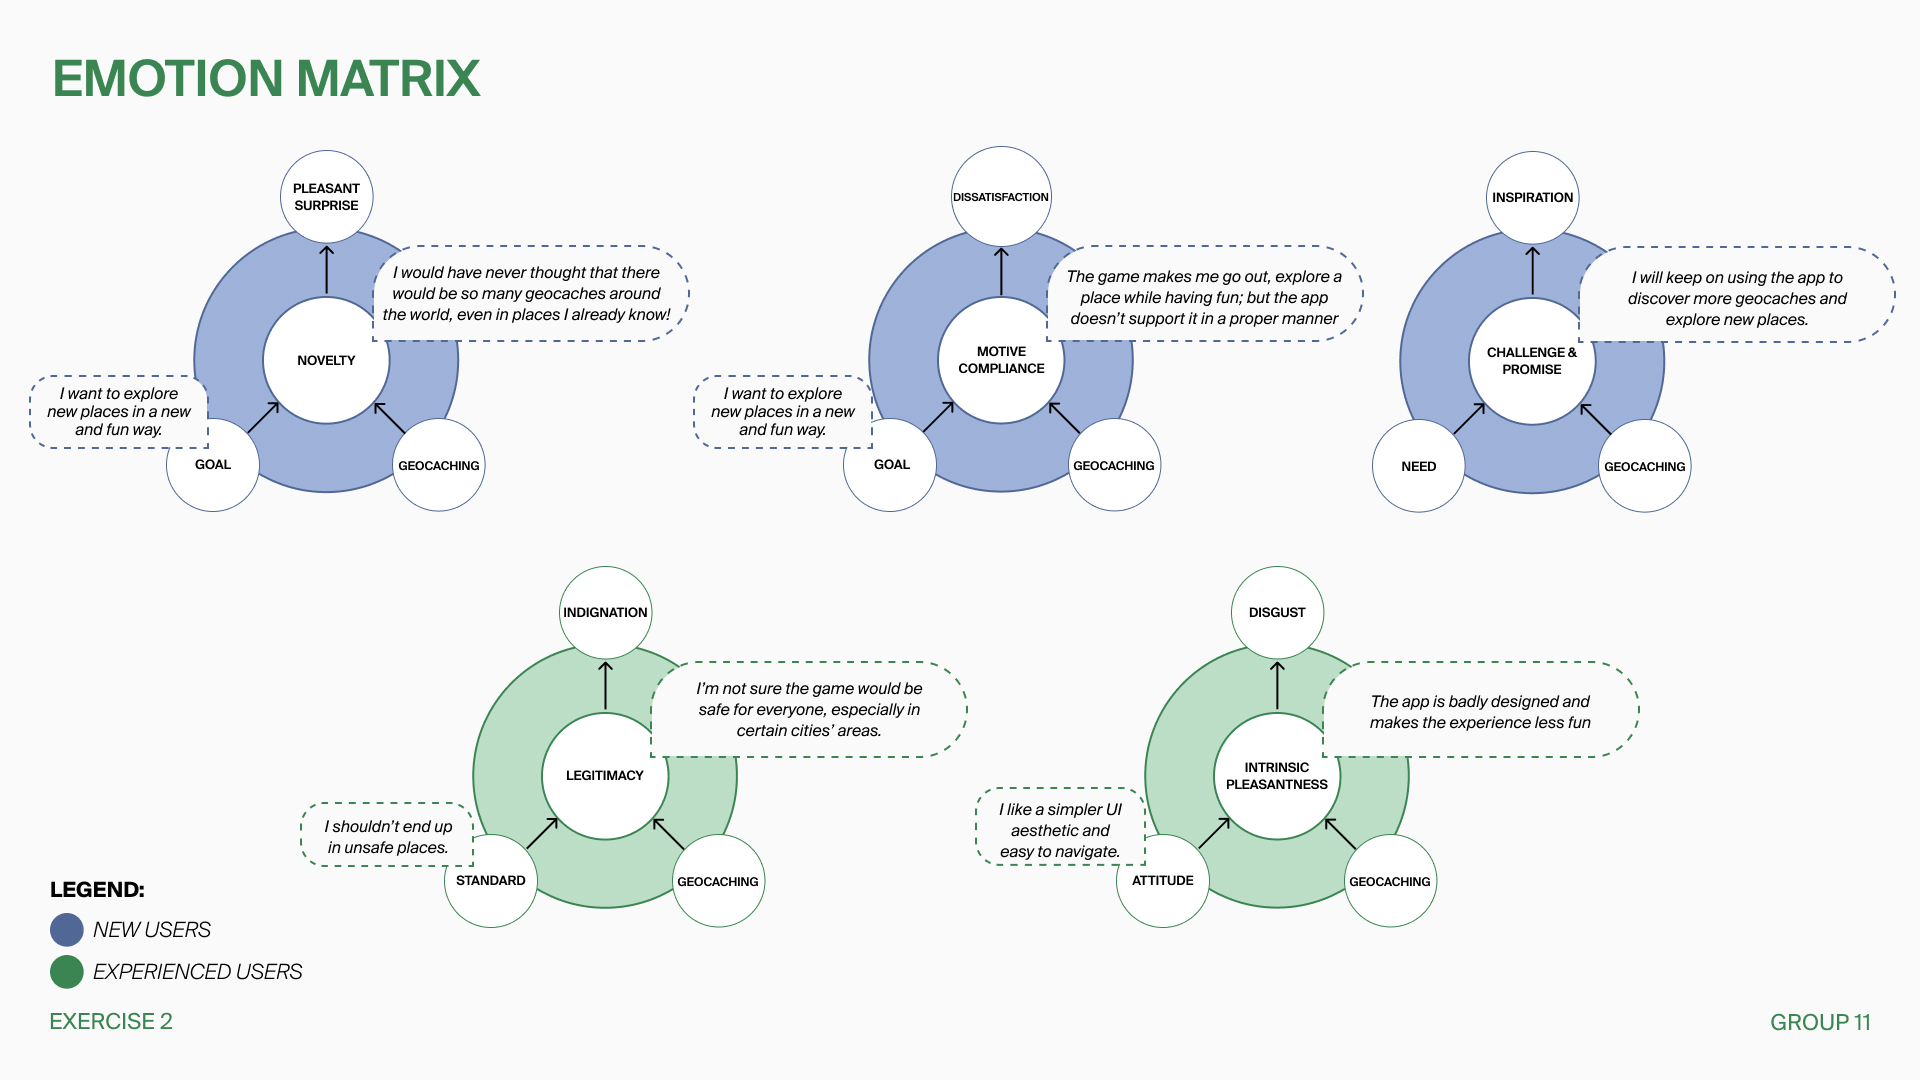 EMOTION MATRIX
PLEASANT
SURPRISE
I would have never thought that there
would be so many geocaches around
the world, even in places I already know!
NOVELTY
I want to explore
new places in a new
and fun way.
GOAL
GEOCACHING
DISSATISFACTION
The game makes me go out, explore a
place while having fun; but the app
doesn’t support it in a proper manner
MOTIVE
COMPLIANCE
I want to explore
new places in a new
and fun way.
GOAL
GEOCACHING
INSPIRATION
I will keep on using the app to
discover more geocaches and
explore new places.
CHALLENGE &
PROMISE
NEED
GEOCACHING
INDIGNATION
I’m not sure the game would be
safe for everyone, especially in
certain cities’ areas.
LEGITIMACY
I shouldn’t end up
in unsafe places.
STANDARD
GEOCACHING
DISGUST
The app is badly designed and
makes the experience less fun
INTRINSIC
PLEASANTNESS
I like a simpler UI
aesthetic and
easy to navigate.
ATTITUDE
GEOCACHING
LEGEND:
NEW USERS
EXPERIENCED USERS
EXERCISE 2
GROUP 11